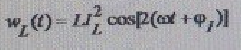 w_L(t) = LI_L^2 cos[2(ωt + φ_I)]